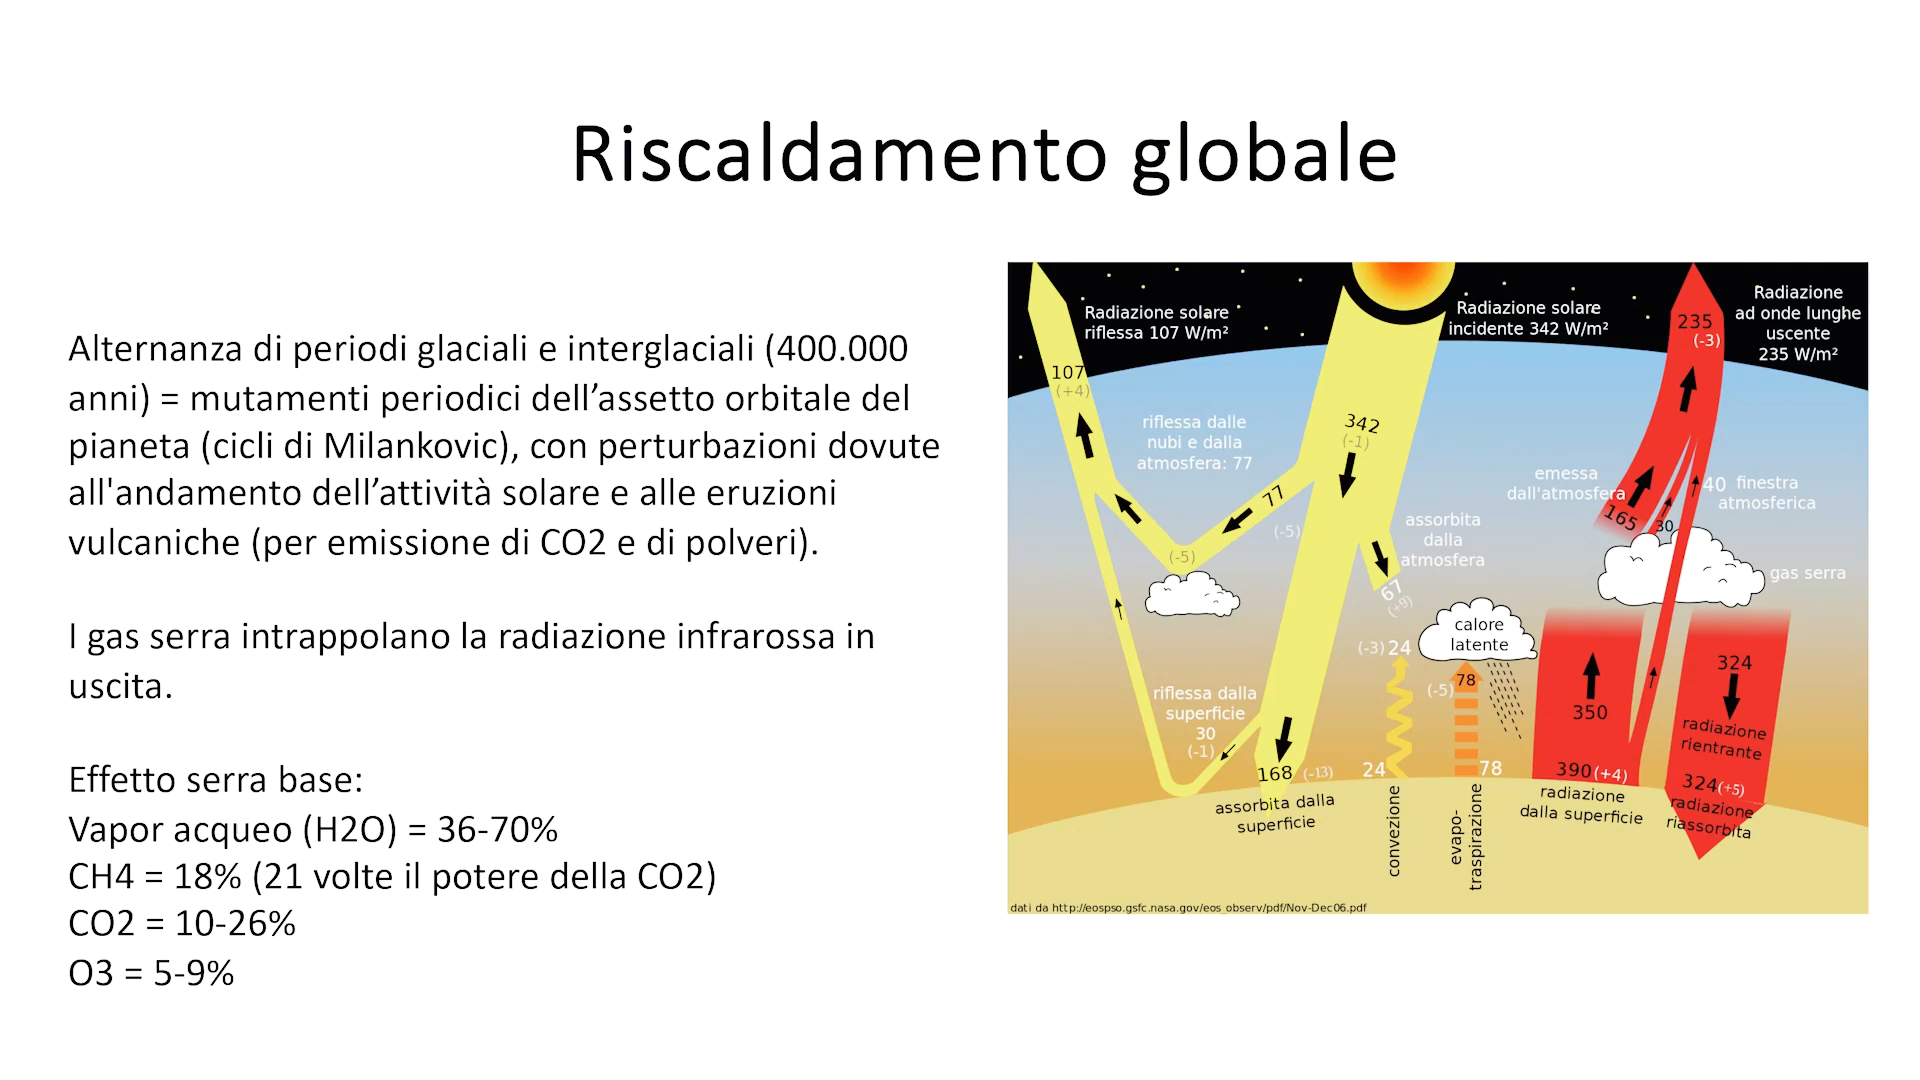 Riscaldamento globale
Alternanza di periodi glaciali e interglaciali (400.000
anni) = mutamenti periodici dell’assetto orbitale del
pianeta (cicli di Milankovic), con perturbazioni dovute
all'andamento dell’attività solare e alle eruzioni
vulcaniche (per emissione di CO2 e di polveri).
I gas serra intrappolano la radiazione infrarossa in
uscita.
Effetto serra base:
Vapor acqueo (H2O) = 36-70%
CH4 = 18% (21 volte il potere della CO2)
CO2 = 10-26%
O3 = 5-9%
Radiazione solare
riflessa 107 W/m²
Radiazione solare
incidente 342 W/m²
Radiazione
ad onde lunghe
uscente
235 W/m²
235
(-3)
107
(+4)
riflessa dalle
nubi e dalla
atmosfera: 77
342
(-1)
77
(-5)
(-5)
assorbita
dalla
atmosfera
67
(+9)
emessa
dall'atmosfera
165
30
40 finestra
atmosferica
gas serra
calore
latente
(-3) 24
(-5) 78
350
324
radiazione
rientrante
riflessa dalla
superficie
30
(-1)
168 (-13)
assorbita dalla
superficie
24
convezione
78
evapo-
traspirazione
390 (+4)
radiazione
dalla superficie
324 (+5)
radiazione
riassorbita
dati da http://eospso.gsfc.nasa.gov/eos_observ/pdf/Nov-Dec06.pdf